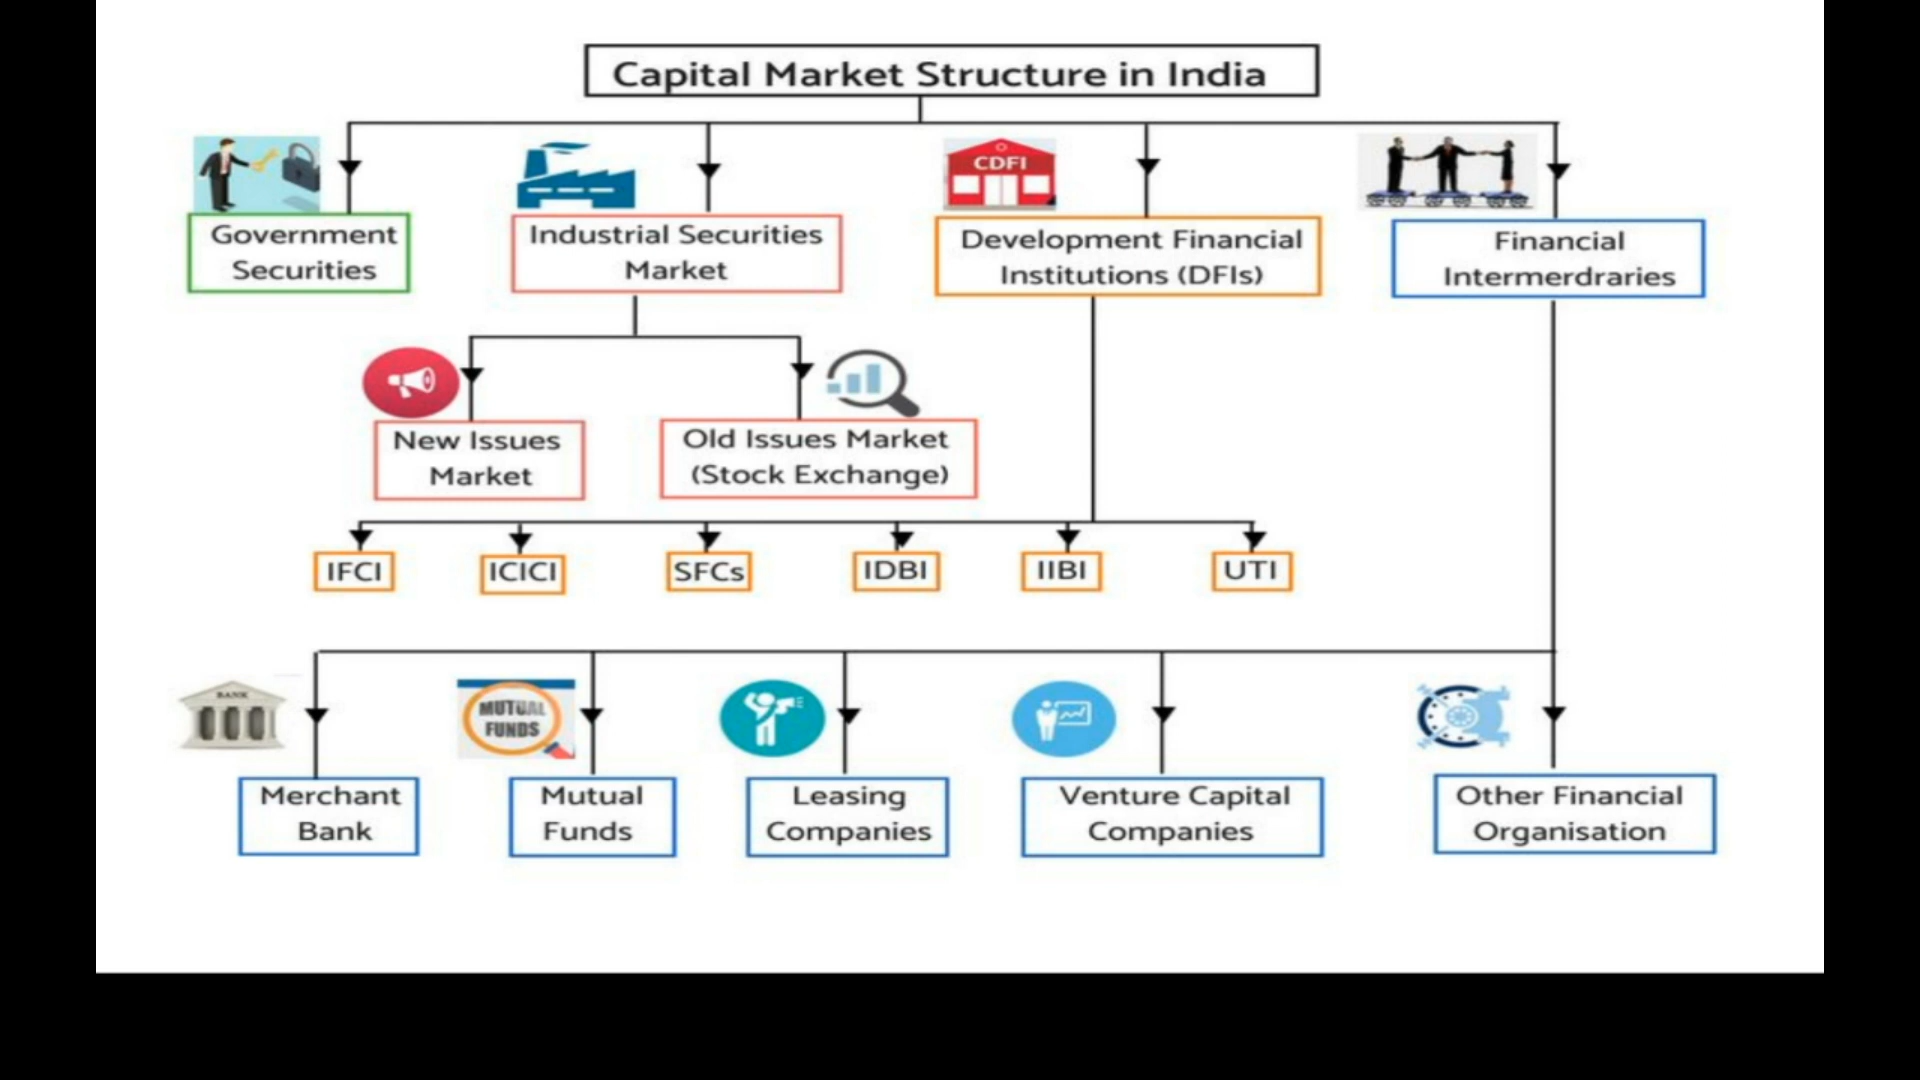 Capital Market Structure in India
CDFI
Government
Securities
Industrial Securities
Market
Development Financial
Institutions (DFIs)
Financial
Intermerdraries
New Issues
Market
Old Issues Market
(Stock Exchange)
IFCI
ICICI
SFCs
IDBI
IIBI
UTI
BANK
MUTUAL
FUNDS
Merchant
Bank
Mutual
Funds
Leasing
Companies
Venture Capital
Companies
Other Financial
Organisation